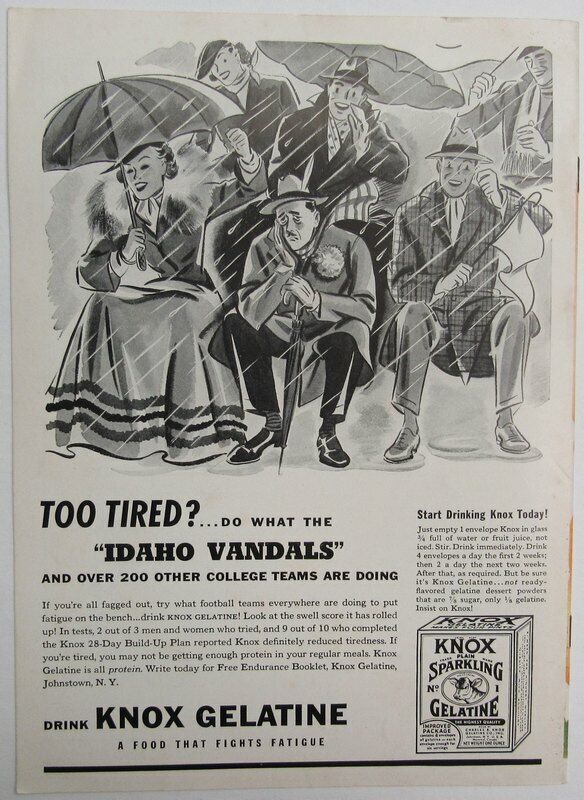 TOO TIRED?...DO WHAT THE
"IDAHO VANDALS"
AND OVER 200 OTHER COLLEGE TEAMS ARE DOING
If you're all fagged out, try what football teams everywhere are doing to put
fatigue on the bench...drink KNOX GELATINE! Look at the swell score it has rolled
up! In tests, 2 out of 3 men and women who tried, and 9 out of 10 who completed
the Knox 28-Day Build-Up Plan reported Knox definitely reduced tiredness. If
you're tired, you may not be getting enough protein in your regular meals. Knox
Gelatine is all protein. Write today for Free Endurance Booklet, Knox Gelatine,
Johnstown, N. Y.
DRINK KNOX GELATINE
A FOOD THAT FIGHTS FATIGUE
Start Drinking Knox Today!
Just empty 1 envelope Knox in glass
¾ full of water or fruit juice, not
iced. Stir. Drink immediately. Drink
4 envelopes a day the first 2 weeks;
then 2 a day the next two weeks.
After that, as required. But be sure
it's Knox Gelatine...not ready-
flavored gelatine dessert powders
that are ⅞ sugar, only ⅛ gelatine.
Insist on Knox!
KNOX
PLAIN
SPARKLING
No 1
GELATINE
THE HIGHEST QUALITY
IMPROVED
PACKAGE
CHARLES B. KNOX
GELATINE CO., INC.
JOHNSTOWN, N.Y. U.S.A.
NET WEIGHT ONE OUNCE